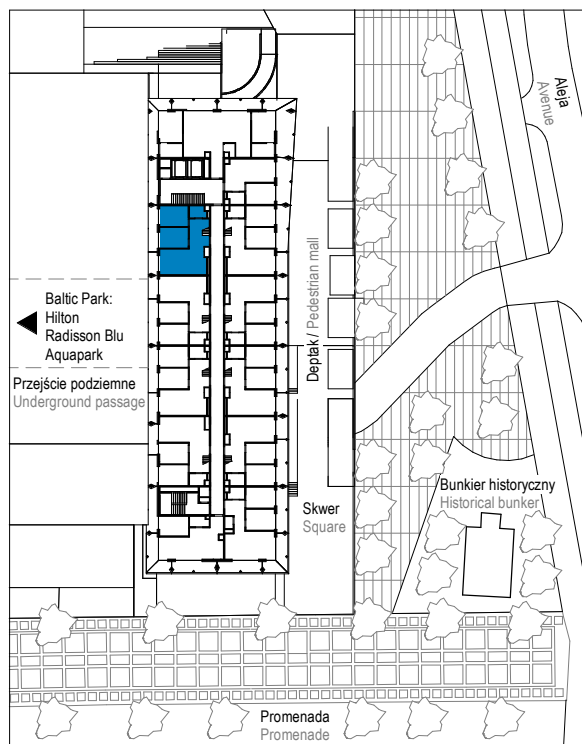 Aleja
Avenue
Baltic Park:
Hilton
Radisson Blu
Aquapark
Przejście podziemne
Underground passage
Deptak / Pedestrian mall
Skwer
Square
Bunkier historyczny
Historical bunker
Promenada
Promenade